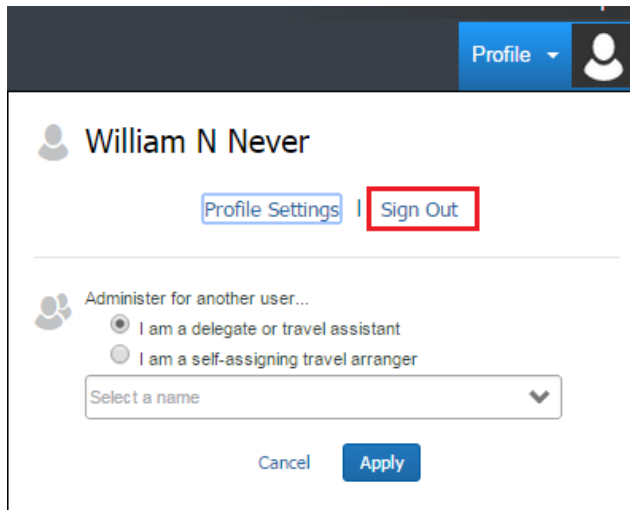 Profile
William N Never
Profile Settings | Sign Out
Administer for another user...
I am a delegate or travel assistant
I am a self-assigning travel arranger
Select a name
Cancel Apply